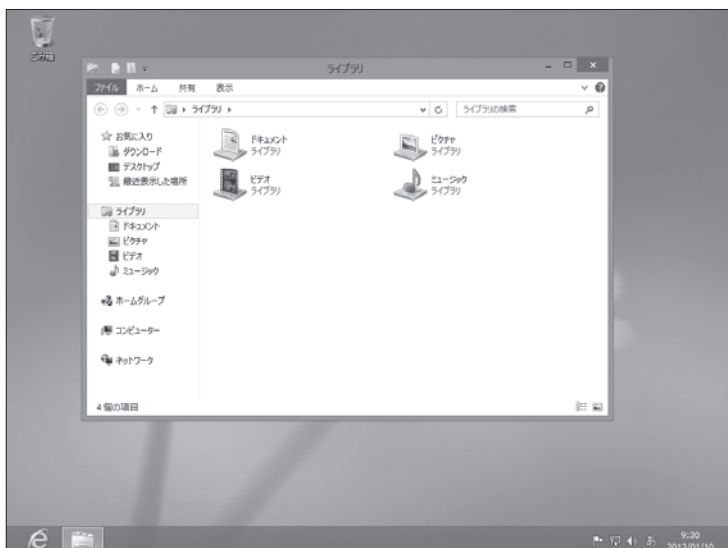 ごみ箱
ライブラリ
ファイル ホーム 共有 表示
ライブラリ
ライブラリの検索
お気に入り
ダウンロード
デスクトップ
最近表示した場所
ライブラリ
ドキュメント
ピクチャ
ビデオ
ミュージック
ホームグループ
コンピューター
ネットワーク
ドキュメント
ライブラリ
ピクチャ
ライブラリ
ビデオ
ライブラリ
ミュージック
ライブラリ
4 個の項目
あ
9:30
2013/01/10